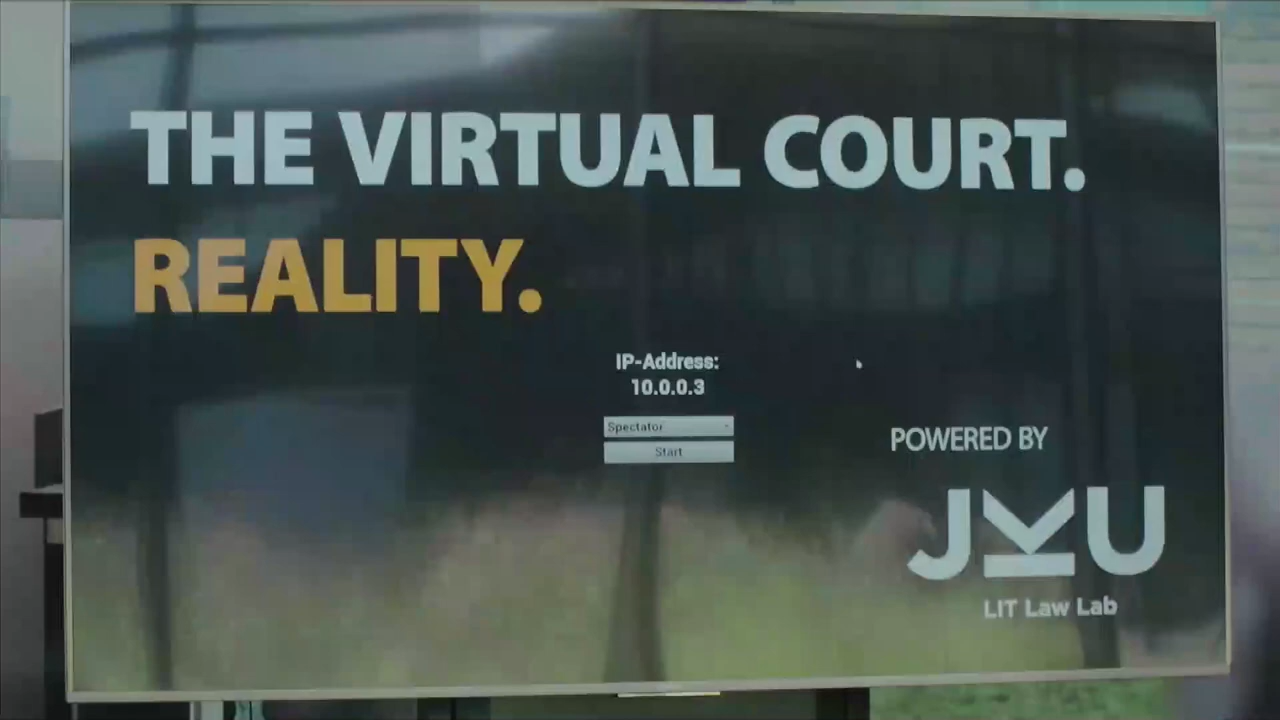 THE VIRTUAL COURT.
REALITY.
IP-Address:
10.0.0.3
Spectator
Start
POWERED BY
JKU
LIT Law Lab